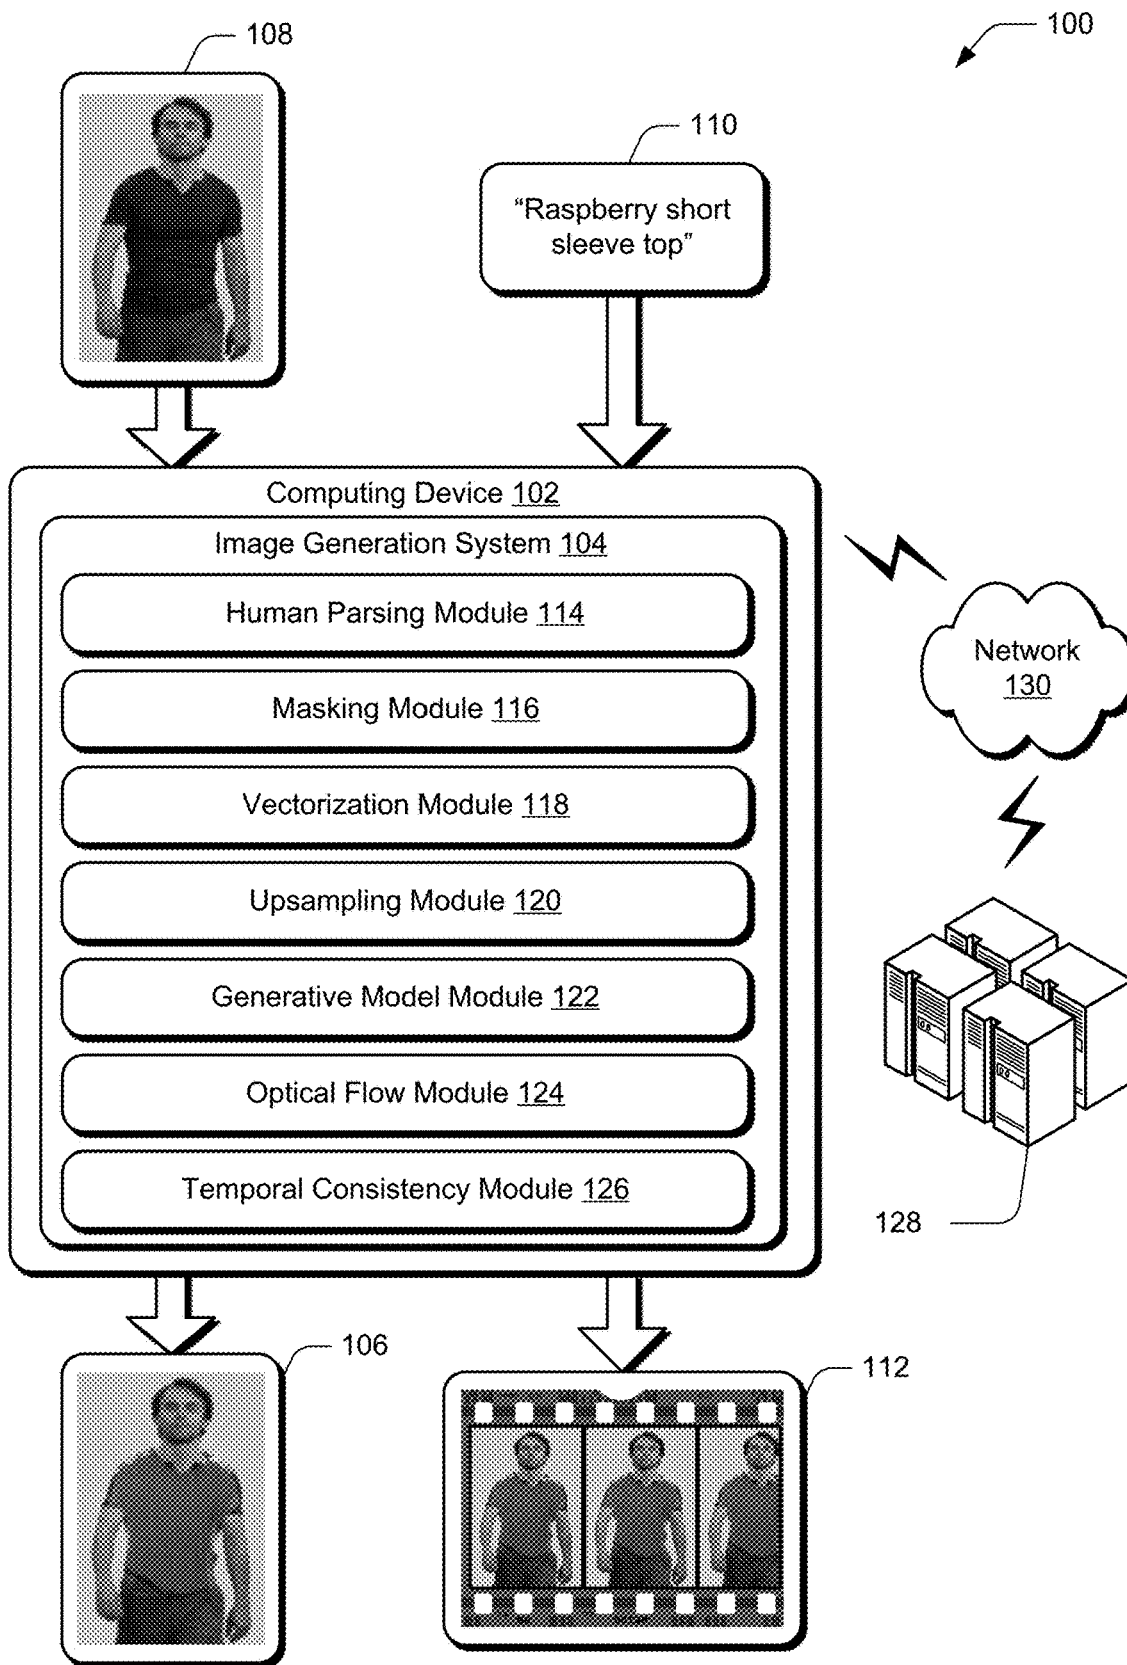 108
100
110
“Raspberry short
sleeve top”
Computing Device 102
Image Generation System 104
Human Parsing Module 114
Masking Module 116
Vectorization Module 118
Upsampling Module 120
Generative Model Module 122
Optical Flow Module 124
Temporal Consistency Module 126
Network
130
128
106
112